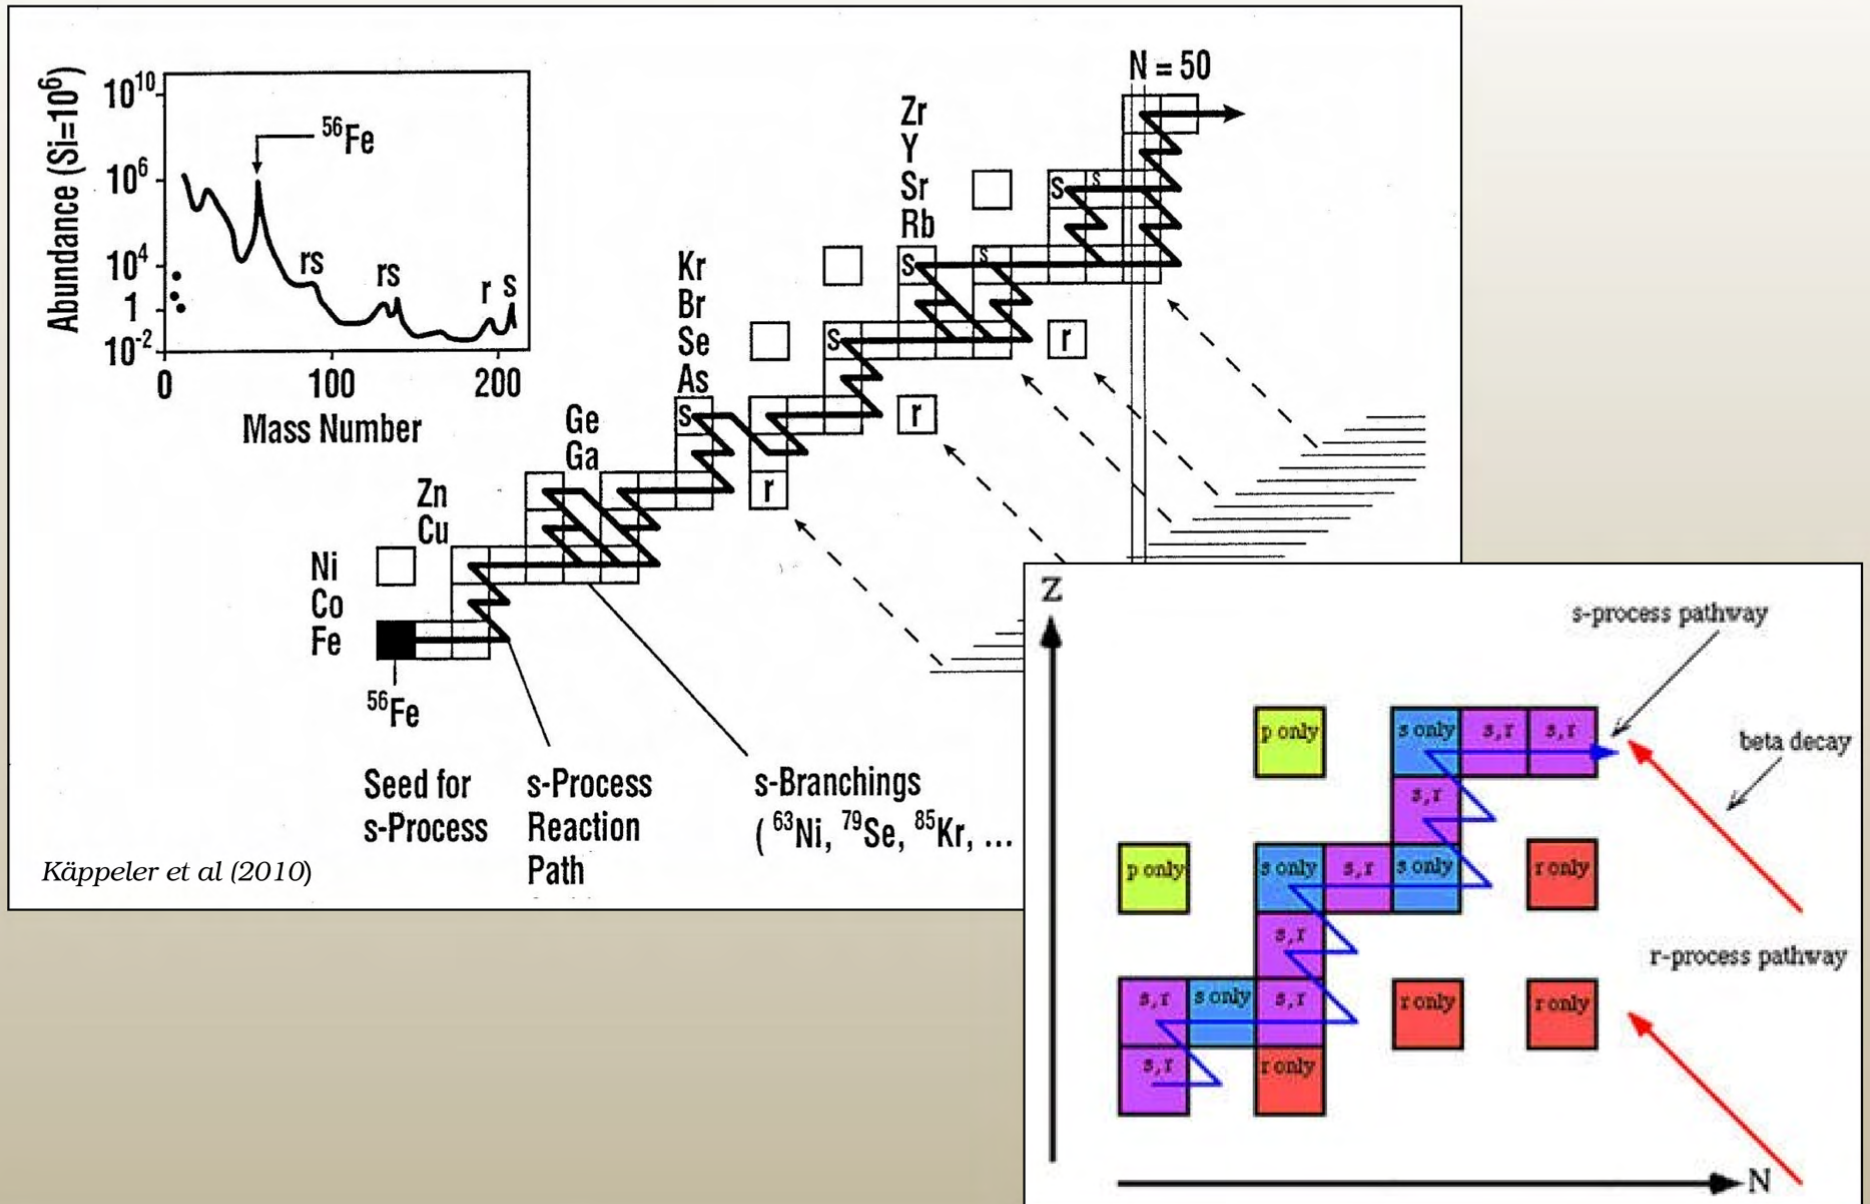 N = 50
Abundance (Si=10⁶)
10¹⁰
10⁶
10⁴
1
10⁻²
⁵⁶Fe
rs
rs
r
s
0
100
200
Mass Number
Zr
Y
Sr
Rb
Kr
Br
Se
As
Ge
Ga
Zn
Cu
Ni
Co
Fe
s
s
s
s
s
s
r
r
r
⁵⁶Fe
Seed for
s-Process
s-Process
Reaction
Path
s-Branchings
(⁶³Ni, ⁷⁹Se, ⁸⁵Kr, ...
Käppeler et al (2010)
Z
s-process pathway
p only
s only
s,r
s,r
beta decay
s,r
p only
s only
s,r
s only
r only
s,r
r-process pathway
s,r
s only
s,r
r only
r only
s,r
r only
N